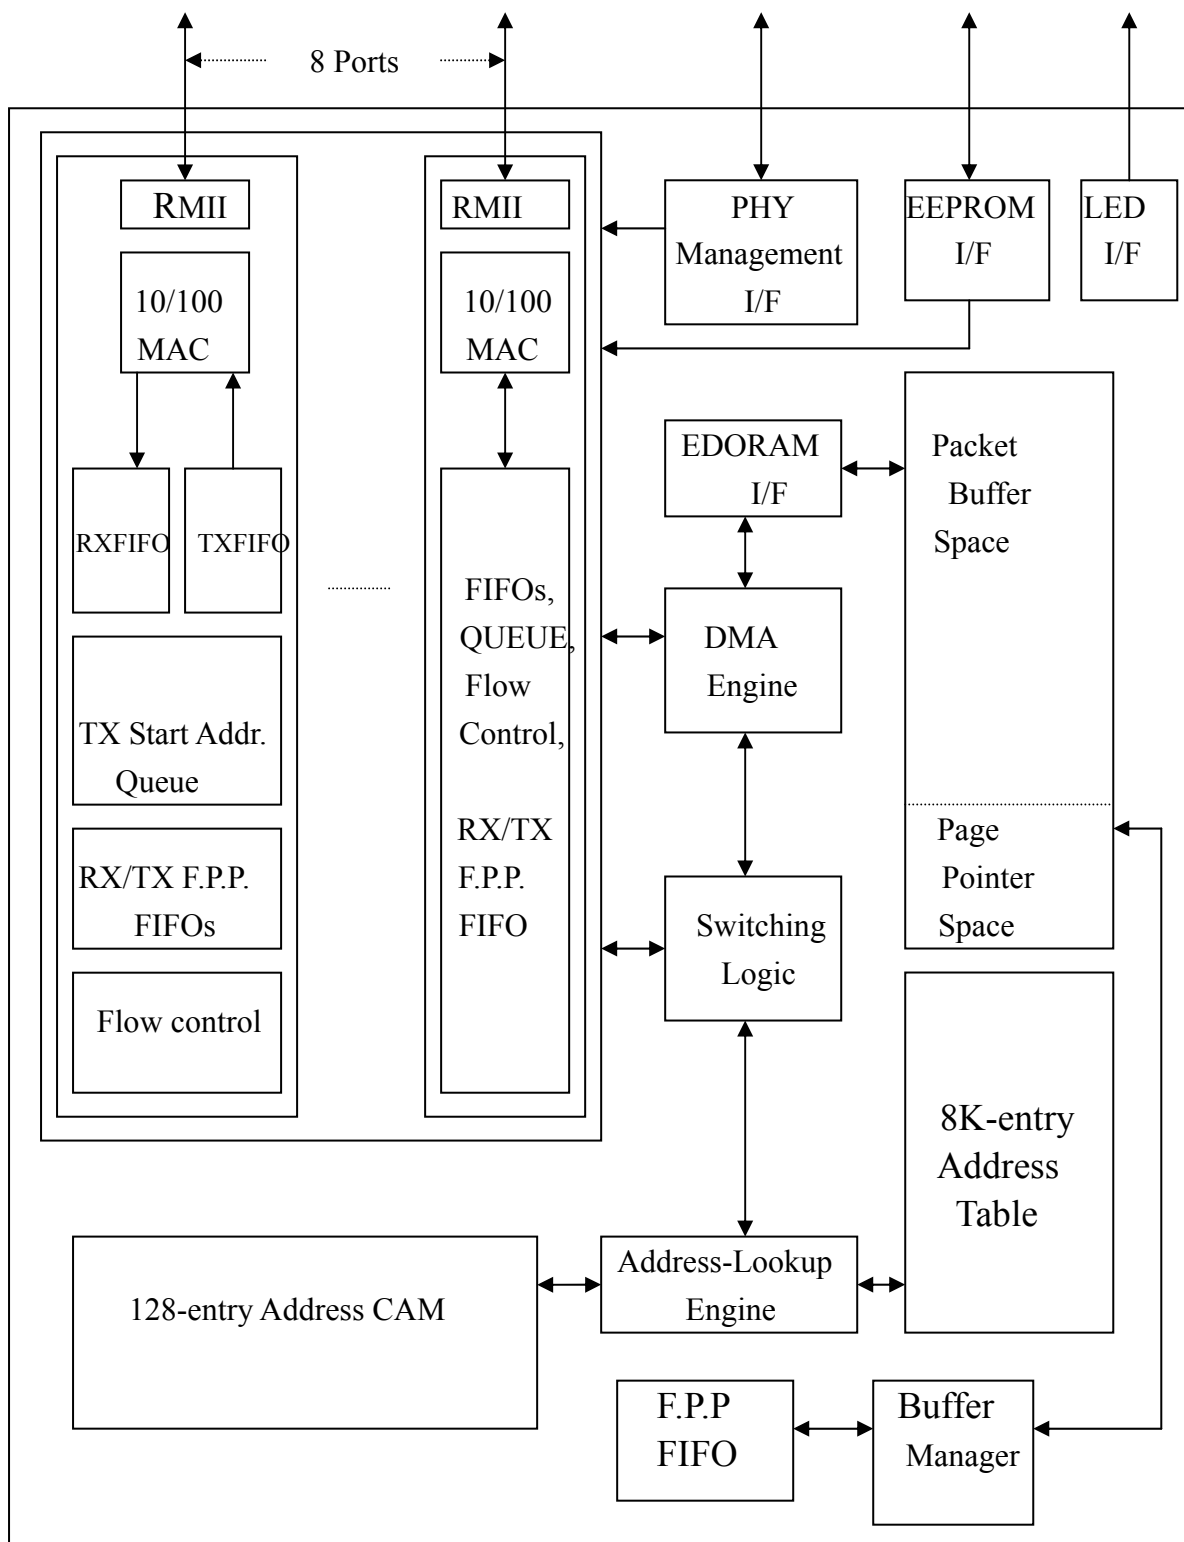 8 Ports
RMII
10/100
MAC
RXFIFO
TXFIFO
TX Start Addr.
Queue
RX/TX F.P.P.
FIFOs
Flow control
RMII
10/100
MAC
FIFOs,
QUEUE,
Flow
Control,
RX/TX
F.P.P.
FIFO
PHY
Management
I/F
EEPROM
I/F
LED
I/F
EDORAM
I/F
DMA
Engine
Switching
Logic
Packet
Buffer
Space
Page
Pointer
Space
8K-entry
Address
Table
128-entry Address CAM
Address-Lookup
Engine
F.P.P
FIFO
Buffer
Manager